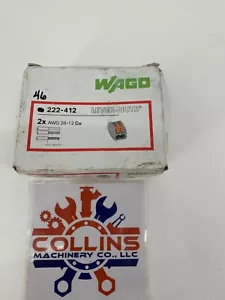 WAGO
46
222-412
LEVER-NUTS®
2x AWG 28-12 Cu
COLLINS
MACHINERY CO., LLC